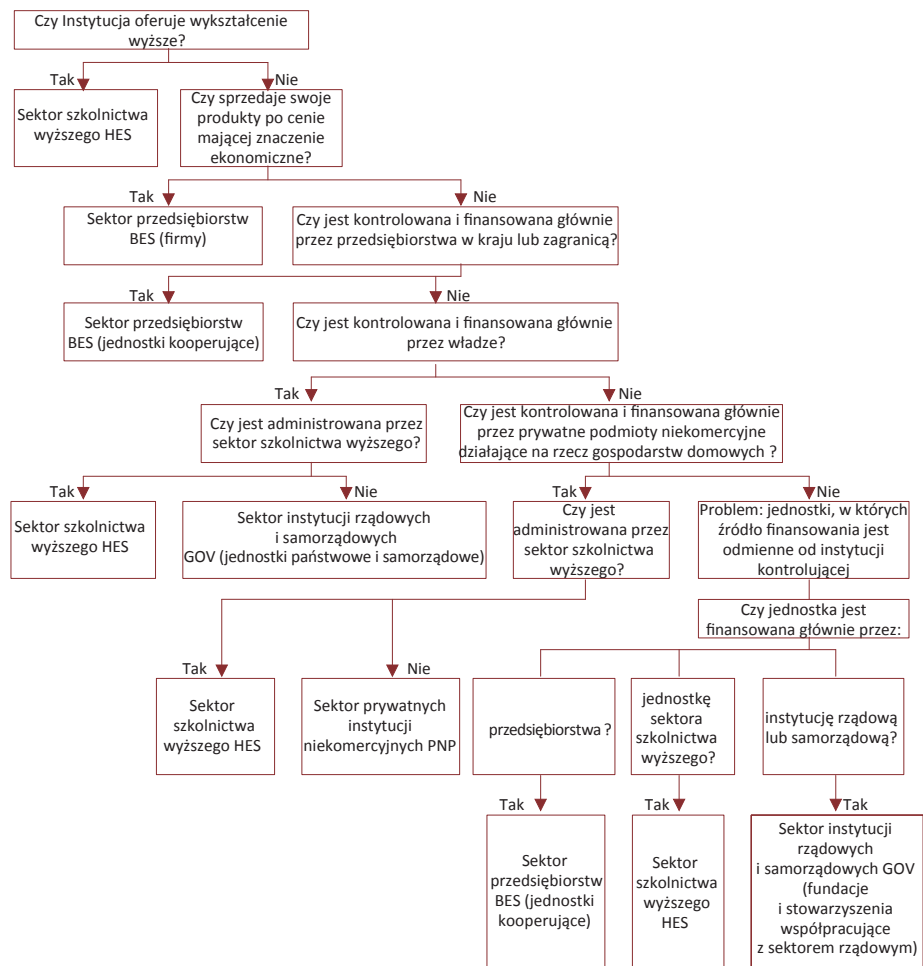 Czy Instytucja oferuje wykształcenie
wyższe?
Tak
Nie
Sektor szkolnictwa
wyższego HES
Czy sprzedaje swoje
produkty po cenie
mającej znaczenie
ekonomiczne?
Tak
Nie
Sektor przedsiębiorstw
BES (firmy)
Czy jest kontrolowana i finansowana głównie
przez przedsiębiorstwa w kraju lub zagranicą?
Tak
Nie
Sektor przedsiębiorstw
BES (jednostki kooperujące)
Czy jest kontrolowana i finansowana głównie
przez władze?
Tak
Nie
Czy jest administrowana przez
sektor szkolnictwa wyższego?
Czy jest kontrolowana i finansowana głównie
przez prywatne podmioty niekomercyjne
działające na rzecz gospodarstw domowych ?
Tak
Nie
Tak
Nie
Sektor szkolnictwa
wyższego HES
Sektor instytucji rządowych
i samorządowych
GOV (jednostki państwowe i samorządowe)
Czy jest
administrowana przez
sektor szkolnictwa
wyższego?
Problem: jednostki, w których
źródło finansowania jest
odmienne od instytucji
kontrolującej
Czy jednostka jest
finansowana głównie przez:
Tak
Nie
Sektor
szkolnictwa
wyższego HES
Sektor prywatnych
instytucji
niekomercyjnych PNP
przedsiębiorstwa ?
jednostkę
sektora
szkolnictwa
wyższego?
instytucję rządową
lub samorządową?
Tak
Tak
Tak
Sektor
przedsiębiorstw
BES (jednostki
kooperujące)
Sektor
szkolnictwa
wyższego
HES
Sektor instytucji
rządowych
i samorządowych GOV
(fundacje
i stowarzyszenia
współpracujące
z sektorem rządowym)